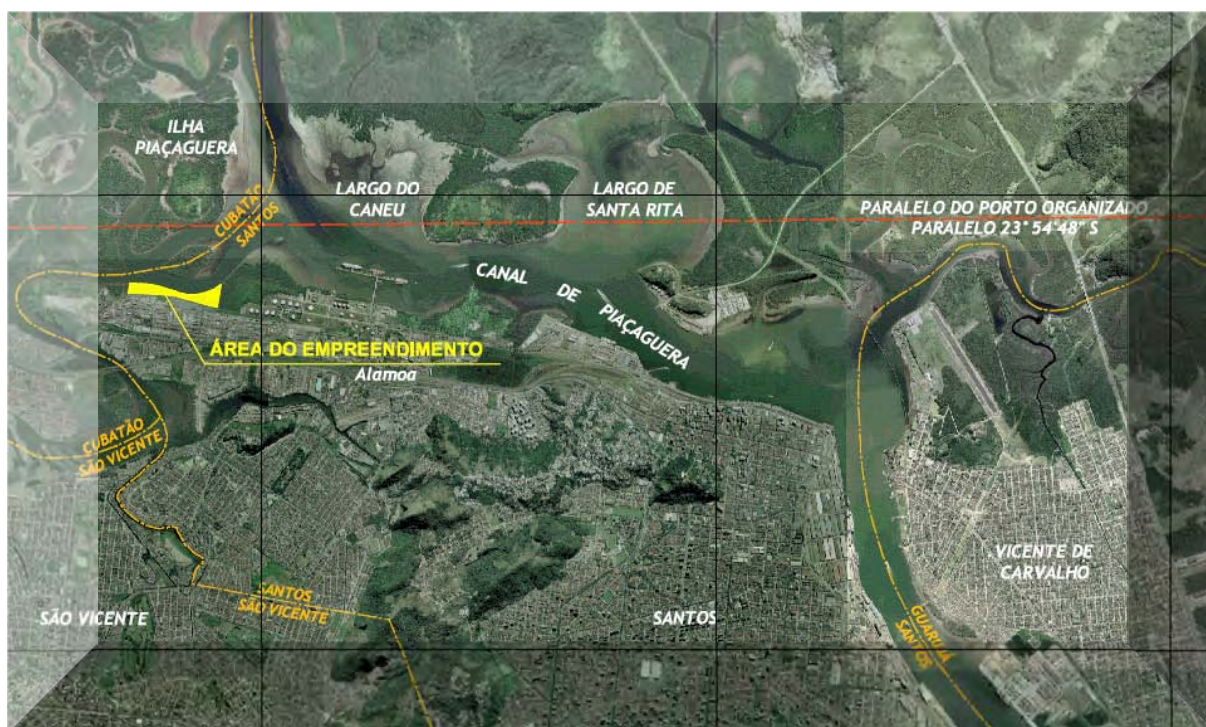 ILHA
PIAÇAGUERA
CUBATÃO
SANTOS
LARGO DO
CANEU
LARGO DE
SANTA RITA
PARALELO DO PORTO ORGANIZADO
PARALELO 23° 54'48" S
CANAL DE PIAÇAGUERA
ÁREA DO EMPREENDIMENTO
Alamoa
CUBATÃO
SÃO VICENTE
VICENTE DE
CARVALHO
SANTOS
SÃO VICENTE
SÃO VICENTE
SANTOS
GUARUJÁ
SANTOS